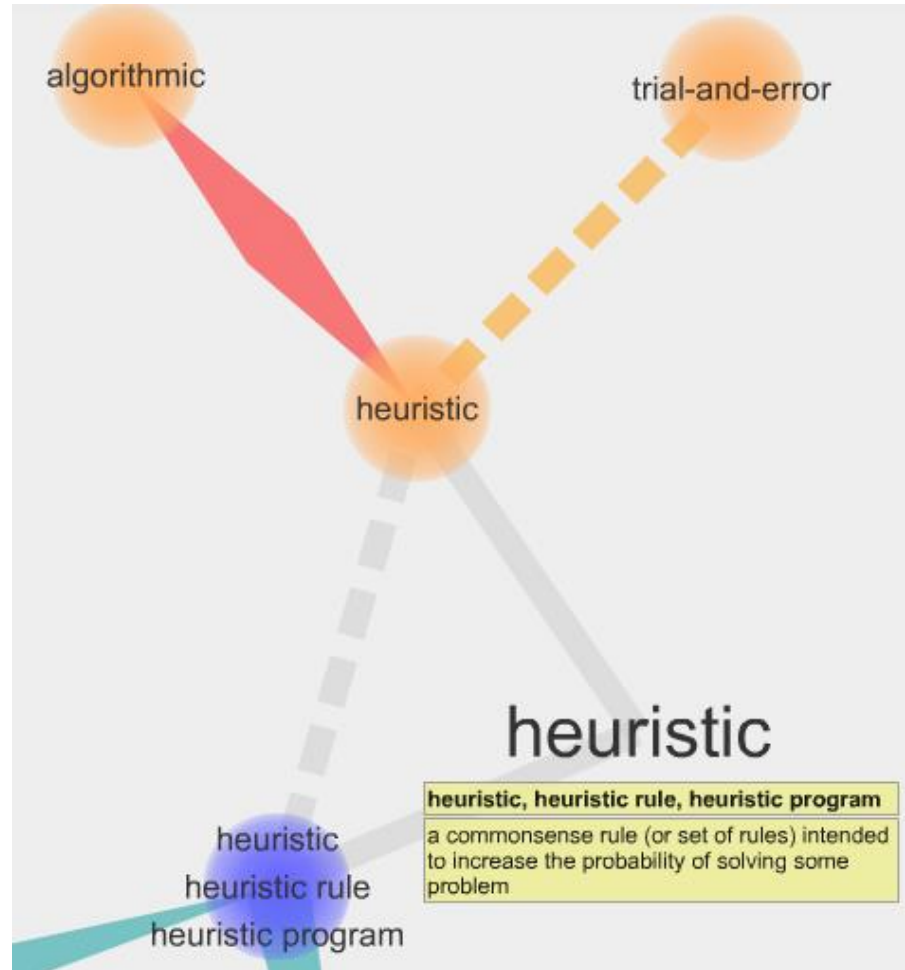 algorithmic
trial-and-error
heuristic
heuristic
heuristic, heuristic rule, heuristic program
a commonsense rule (or set of rules) intended
to increase the probability of solving some
problem
heuristic
heuristic rule
heuristic program